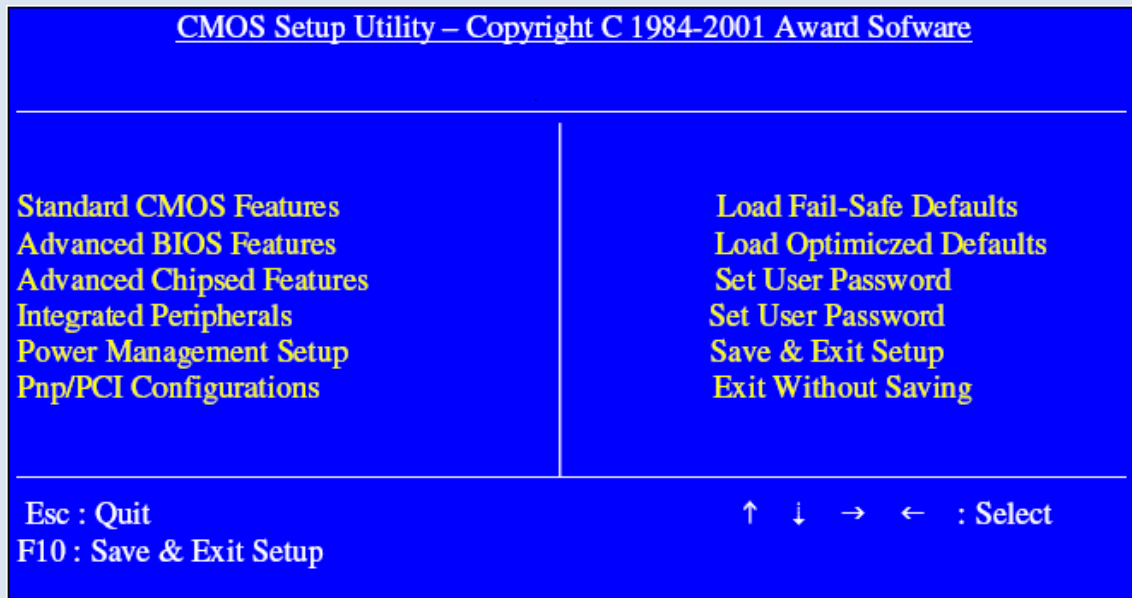 CMOS Setup Utility – Copyright C 1984-2001 Award Sofware
Standard CMOS Features
Advanced BIOS Features
Advanced Chipsed Features
Integrated Peripherals
Power Management Setup
Pnp/PCI Configurations
Load Fail-Safe Defaults
Load Optimiczed Defaults
Set User Password
Set User Password
Save & Exit Setup
Exit Without Saving
Esc : Quit
F10 : Save & Exit Setup
↑ ↓ → ← : Select